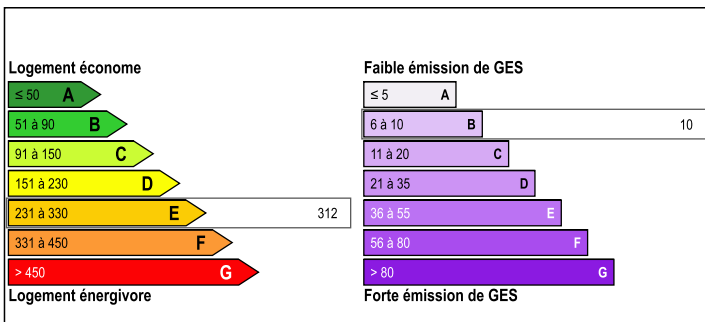 Logement économe
≤ 50 A
51 à 90 B
91 à 150 C
151 à 230 D
231 à 330 E 312
331 à 450 F
> 450 G
Logement énergivore
Faible émission de GES
≤ 5 A
6 à 10 B 10
11 à 20 C
21 à 35 D
36 à 55 E
56 à 80 F
> 80 G
Forte émission de GES